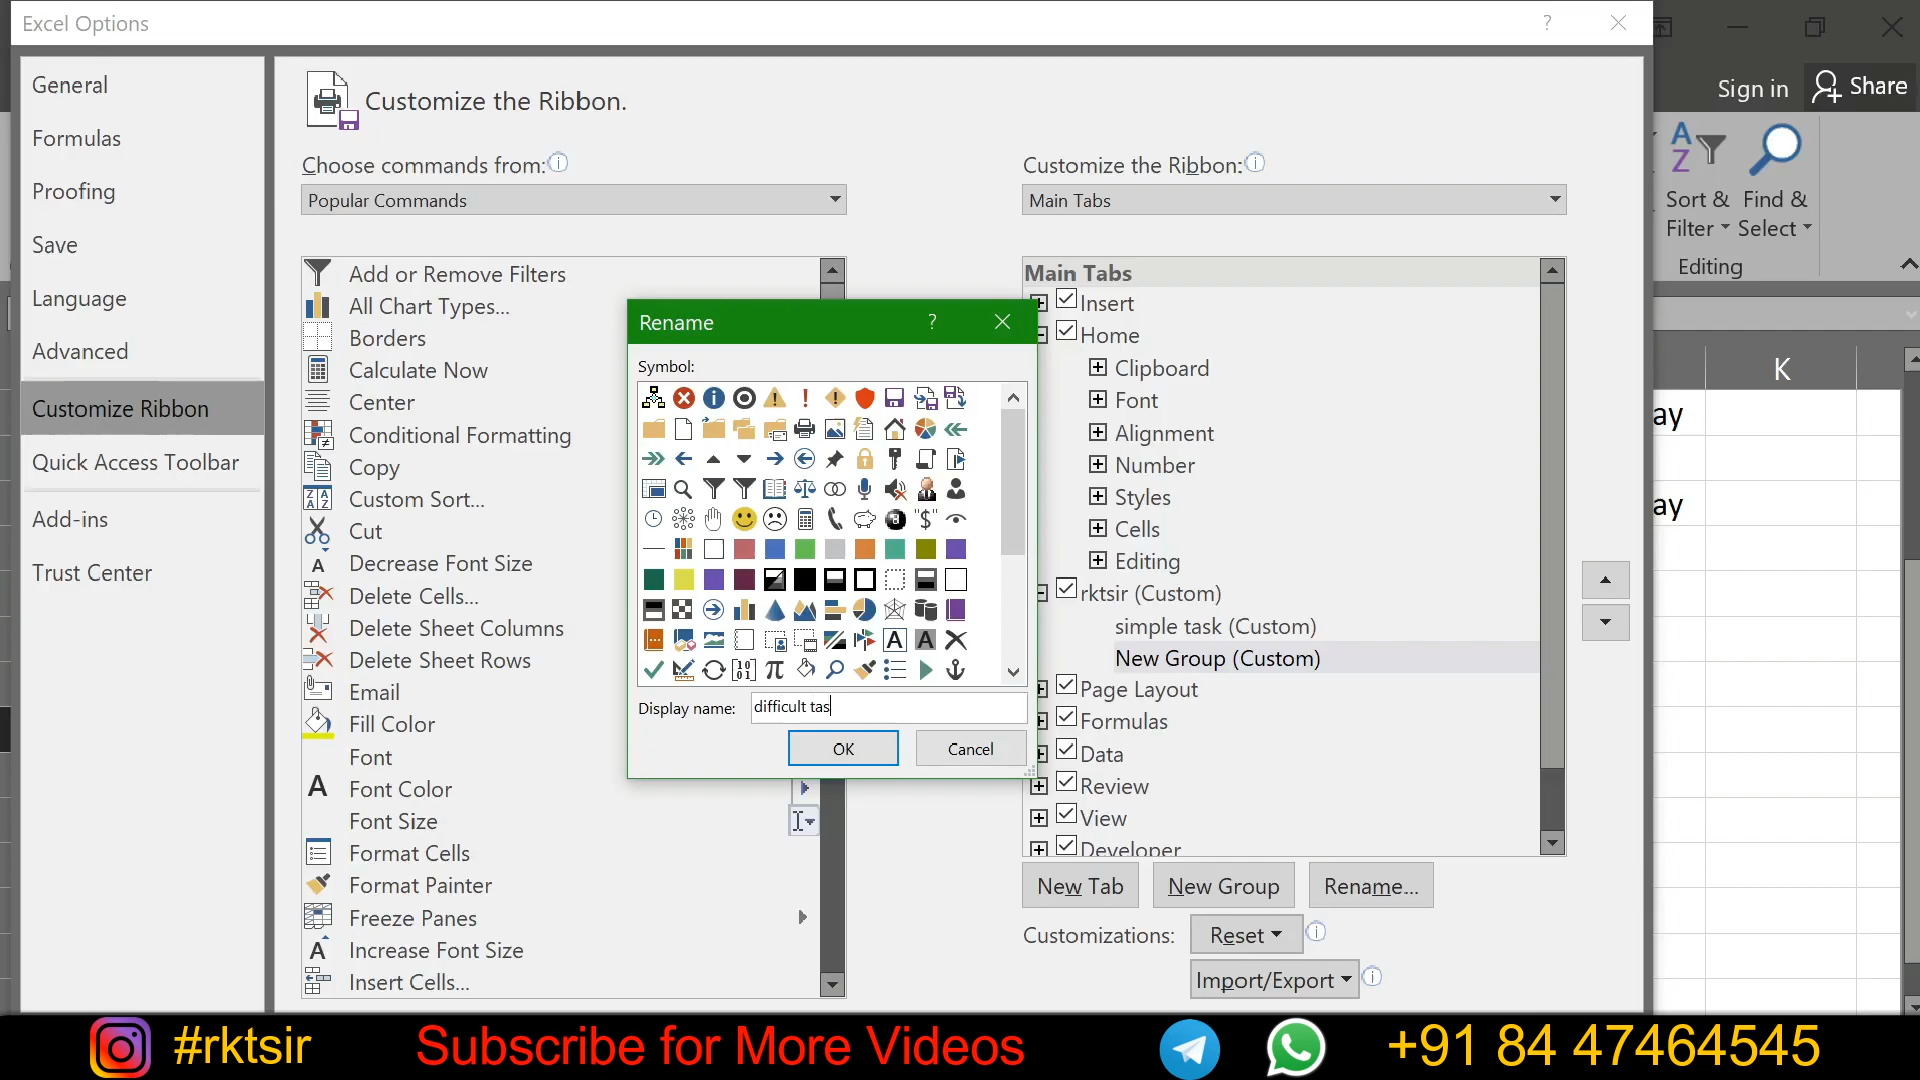 Excel Options
?
Sign in
Share
General
Formulas
Proofing
Save
Language
Advanced
Customize Ribbon
Quick Access Toolbar
Add-ins
Trust Center
Customize the Ribbon.
Choose commands from:
Popular Commands
Add or Remove Filters
All Chart Types...
Borders
Calculate Now
Center
Conditional Formatting
Copy
Custom Sort...
Cut
Decrease Font Size
Delete Cells...
Delete Sheet Columns
Delete Sheet Rows
Email
Fill Color
Font
Font Color
Font Size
Format Cells
Format Painter
Freeze Panes
Increase Font Size
Insert Cells...
Rename
?
Symbol:
Display name: difficult tas
OK
Cancel
Customize the Ribbon:
Main Tabs
Main Tabs
Insert
Home
Clipboard
Font
Alignment
Number
Styles
Cells
Editing
rktsir (Custom)
simple task (Custom)
New Group (Custom)
Page Layout
Formulas
Data
Review
View
Developer
New Tab
New Group
Rename...
Customizations:
Reset
Import/Export
Sort & Filter
Find & Select
Editing
K
ay
ay
#rktsir
Subscribe for More Videos
+91 84 47464545